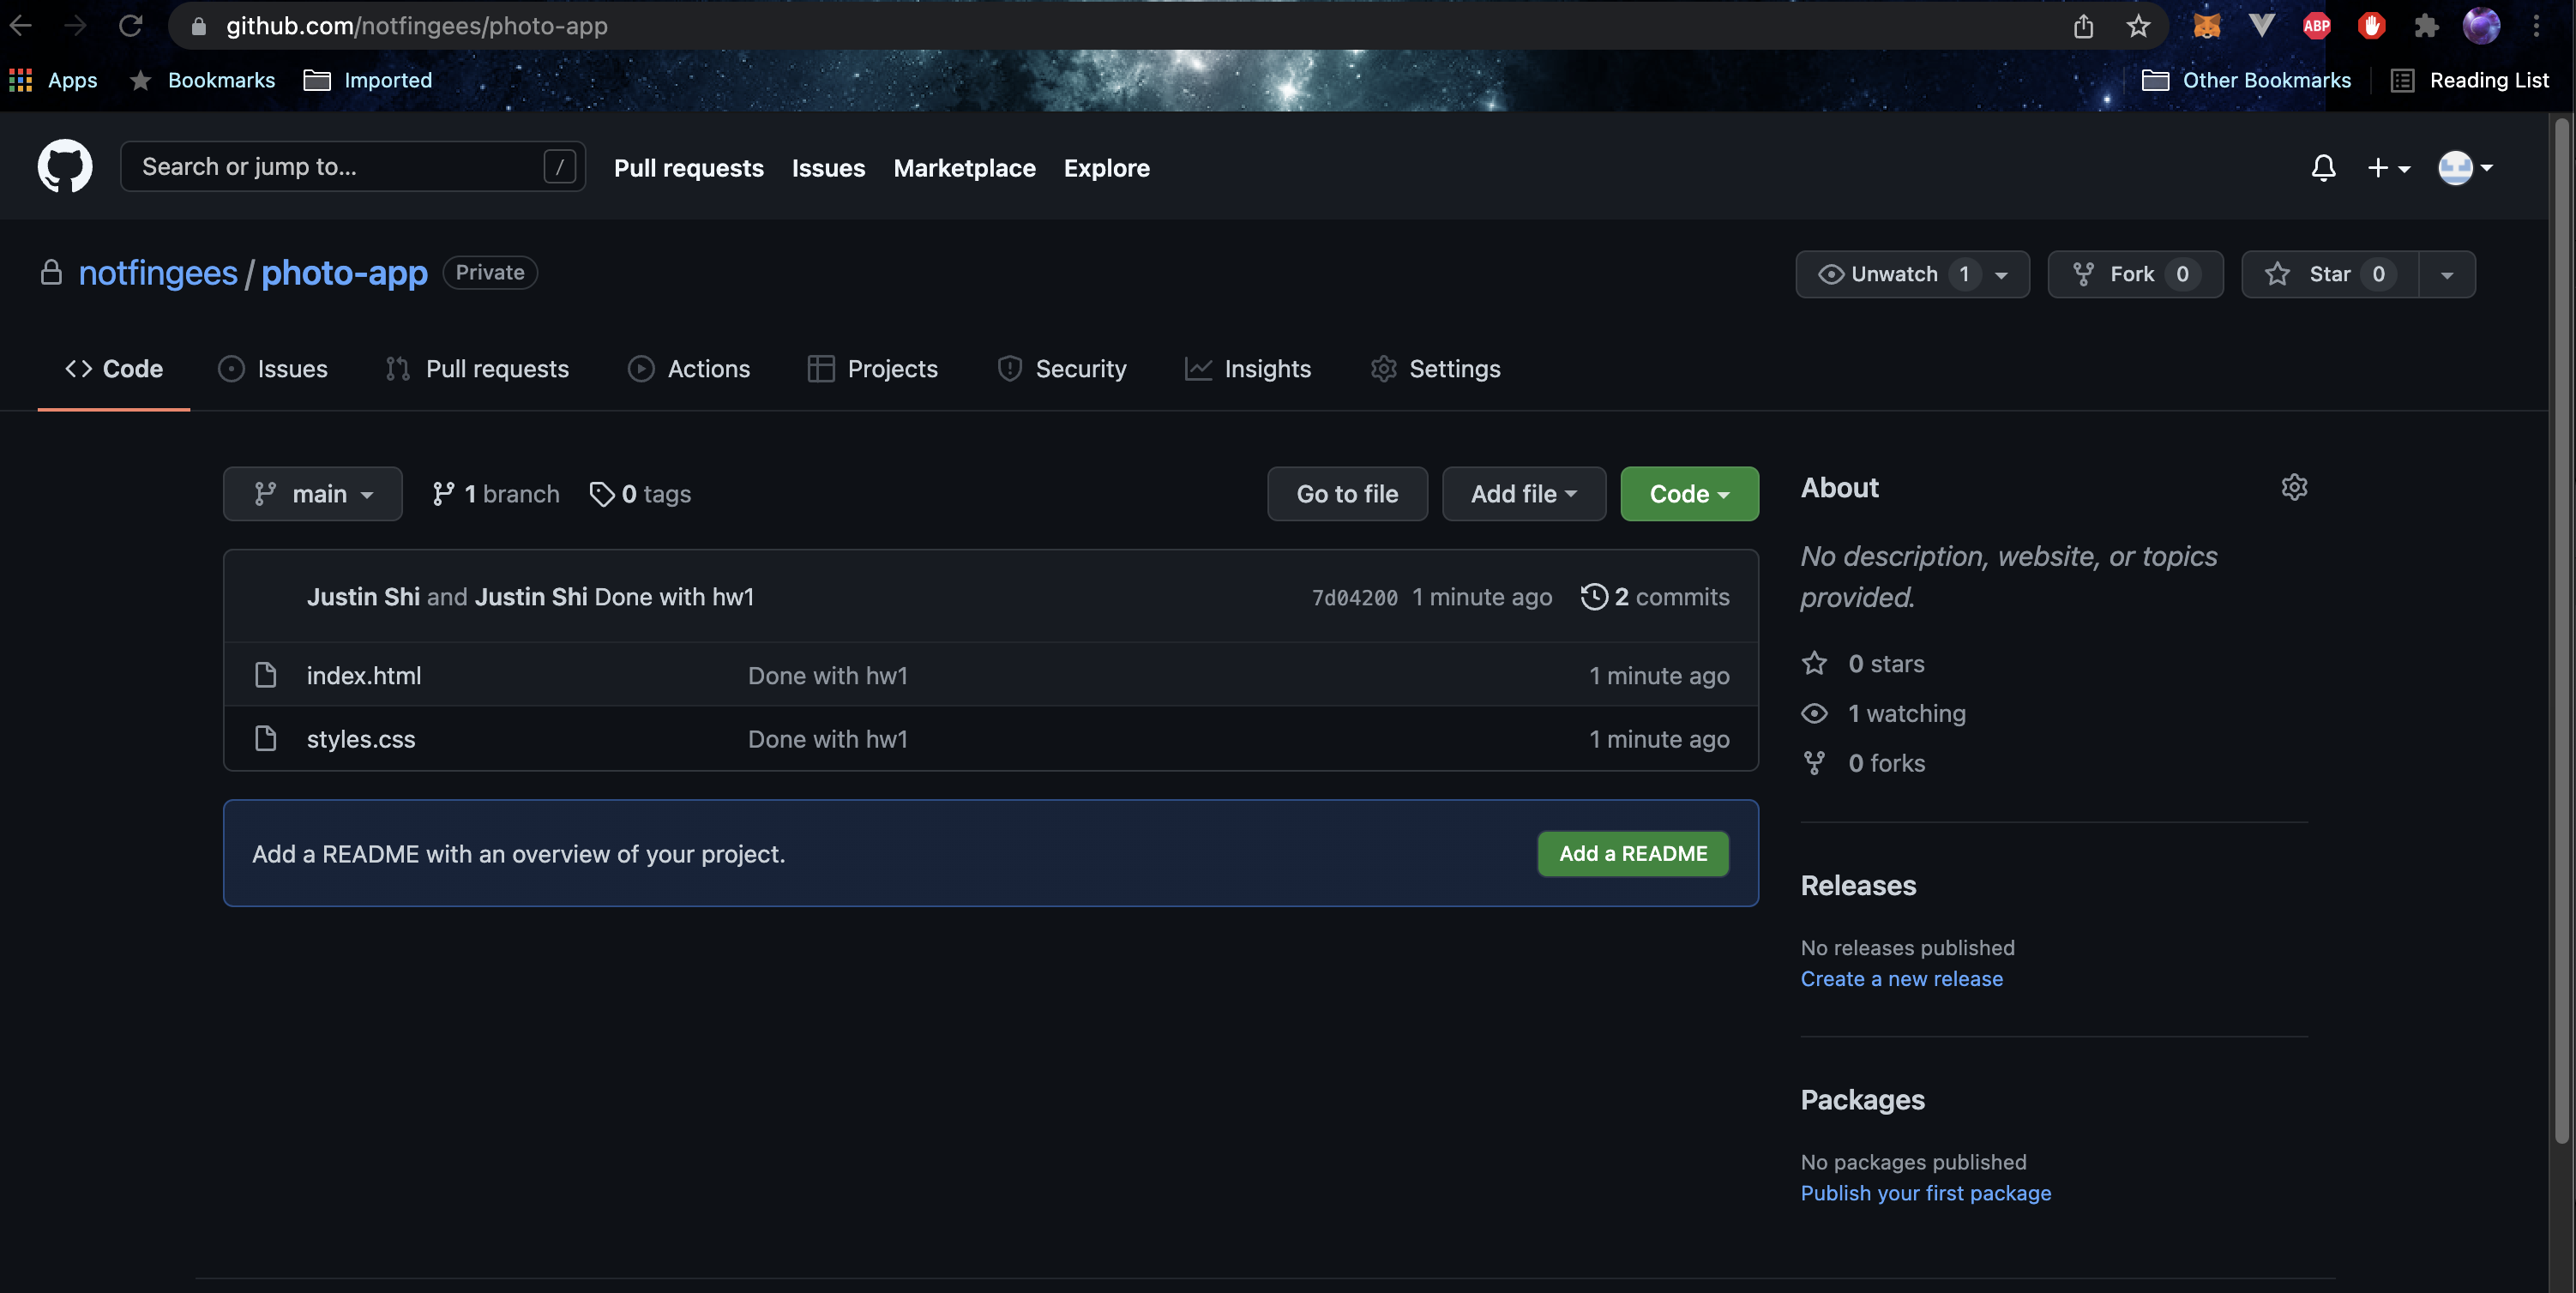 github.com/notfingees/photo-app
ABP
Apps Bookmarks Imported Other Bookmarks Reading List
Search or jump to... / Pull requests Issues Marketplace Explore
notfingees / photo-app Private Unwatch 1 Fork 0 Star 0
Code Issues Pull requests Actions Projects Security Insights Settings
main 1 branch 0 tags Go to file Add file Code
Justin Shi and Justin Shi Done with hw1 7d04200 1 minute ago 2 commits
index.html Done with hw1 1 minute ago
styles.css Done with hw1 1 minute ago
Add a README with an overview of your project. Add a README
About
No description, website, or topics
provided.
0 stars
1 watching
0 forks
Releases
No releases published
Create a new release
Packages
No packages published
Publish your first package